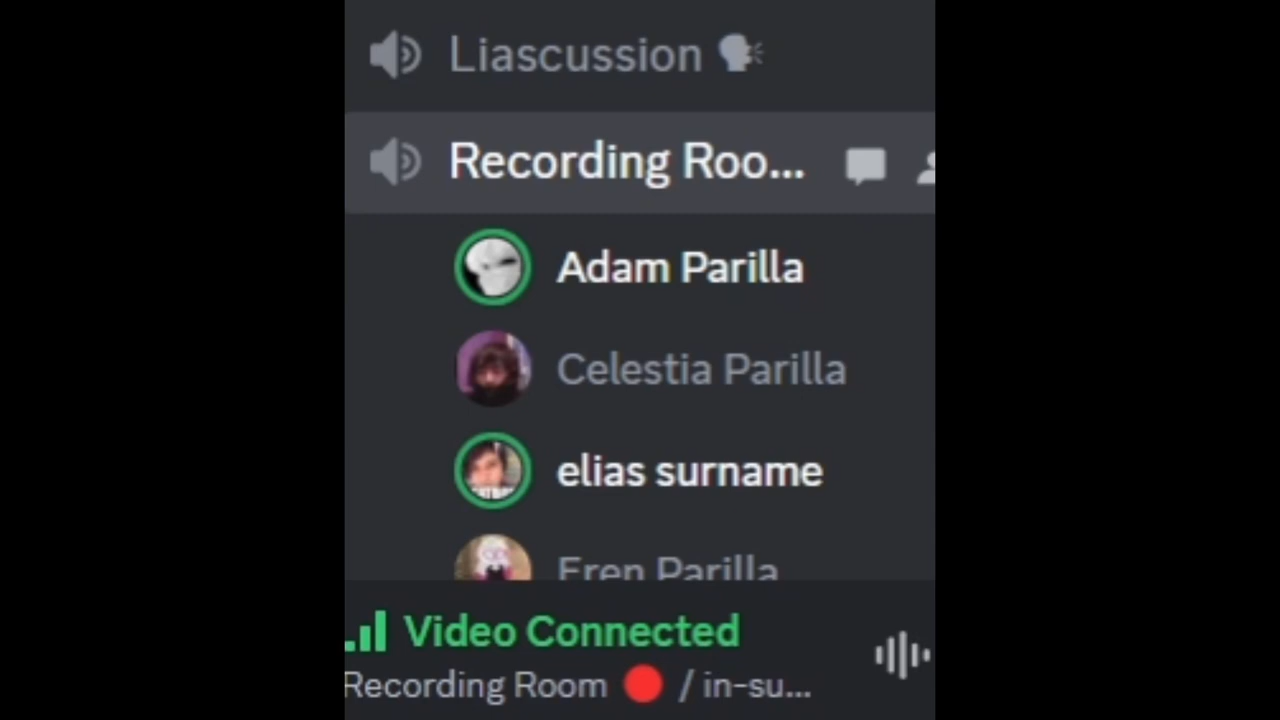 Liascussion 🗣
Recording Roo...
Adam Parilla
Celestia Parilla
elias surname
Eren Parilla
Video Connected
Recording Room 🔴 / in-su...